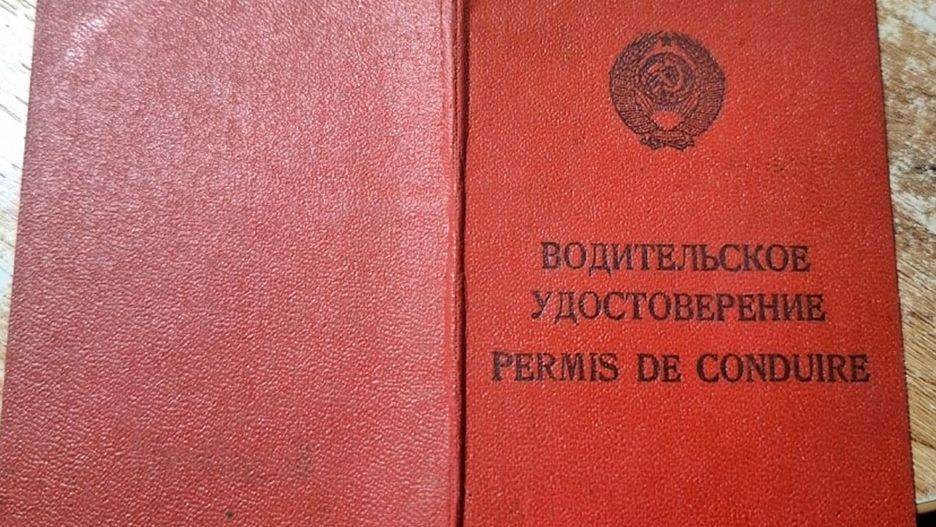 ВОДИТЕЛЬСКОЕ
УДОСТОВЕРЕНИЕ
PERMIS DE CONDUIRE